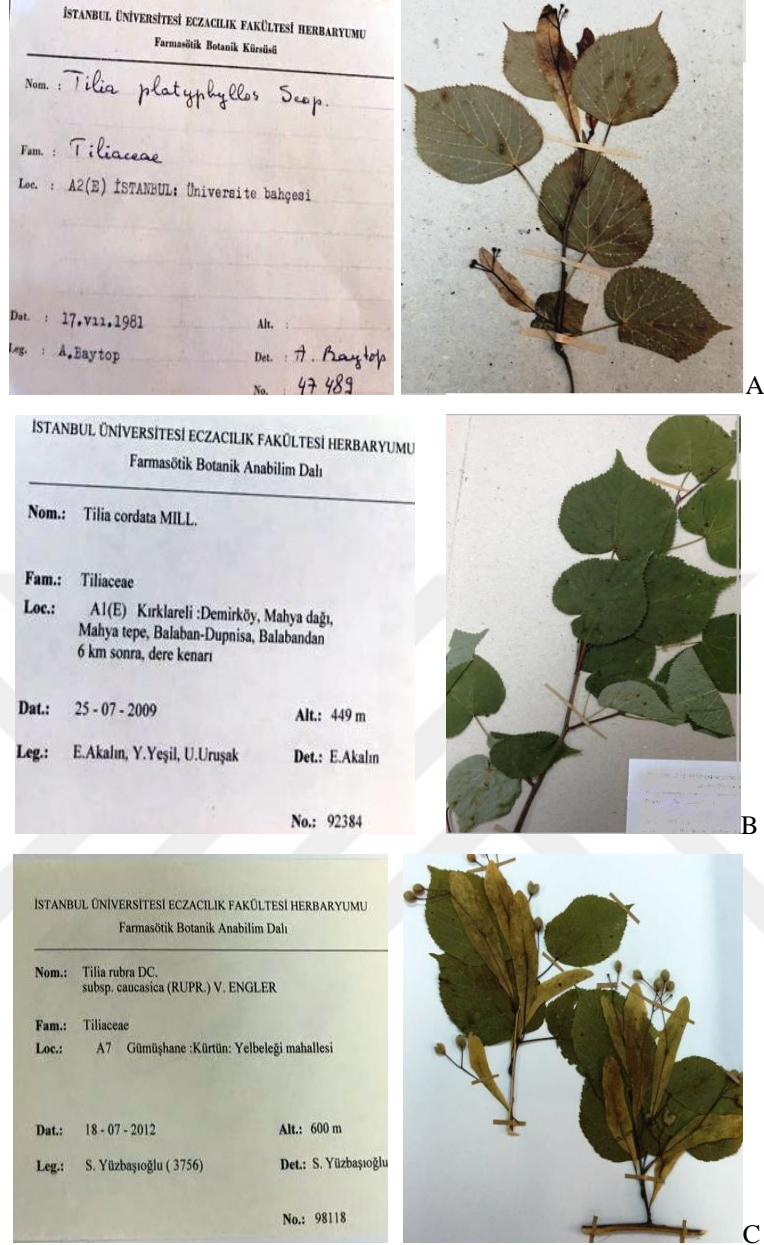 İSTANBUL ÜNİVERSİTESİ ECZACILIK FAKÜLTESİ HERBARYUMU
Farmasötik Botanik Kürsüsü
Nom. : Tilia platyphyllos Scop.
Fam. : Tiliaceae
Loc. : A2(E) İSTANBUL: Üniversite bahçesi
Dat. : 17.vıı.1981 Alt. :
Leg. : A.Baytop Det. : A. Baytop
No. : 47 489
A
İSTANBUL ÜNİVERSİTESİ ECZACILIK FAKÜLTESİ HERBARYUMU
Farmasötik Botanik Anabilim Dalı
Nom.: Tilia cordata MILL.
Fam.: Tiliaceae
Loc.: A1(E) Kırklareli :Demirköy, Mahya dağı,
Mahya tepe, Balaban-Dupnisa, Balabandan
6 km sonra, dere kenarı
Dat.: 25 - 07 - 2009 Alt.: 449 m
Leg.: E.Akalın, Y.Yeşil, U.Uruşak Det.: E.Akalın
No.: 92384
B
İSTANBUL ÜNİVERSİTESİ ECZACILIK FAKÜLTESİ HERBARYUMU
Farmasötik Botanik Anabilim Dalı
Nom.: Tilia rubra DC.
subsp. caucasica (RUPR.) V. ENGLER
Fam.: Tiliaceae
Loc.: A7 Gümüşhane :Kürtün: Yelbeleği mahallesi
Dat.: 18 - 07 - 2012 Alt.: 600 m
Leg.: S. Yüzbaşıoğlu ( 3756) Det.: S. Yüzbaşıoğlu
No.: 98118
C